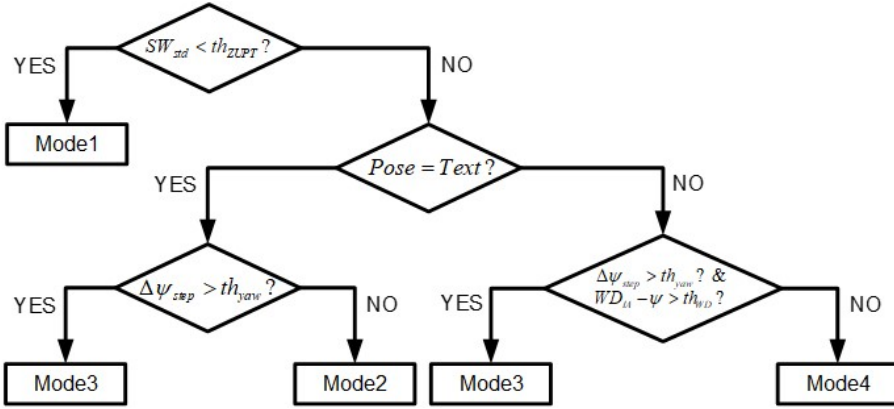 SW_std < th_ZUPT ?
YES
NO
Mode1
Pose = Text ?
YES
NO
Δψ_step > th_yaw ?
Δψ_step > th_yaw ? &
WD_IA − ψ > th_WD ?
YES
NO
YES
NO
Mode3
Mode2
Mode3
Mode4